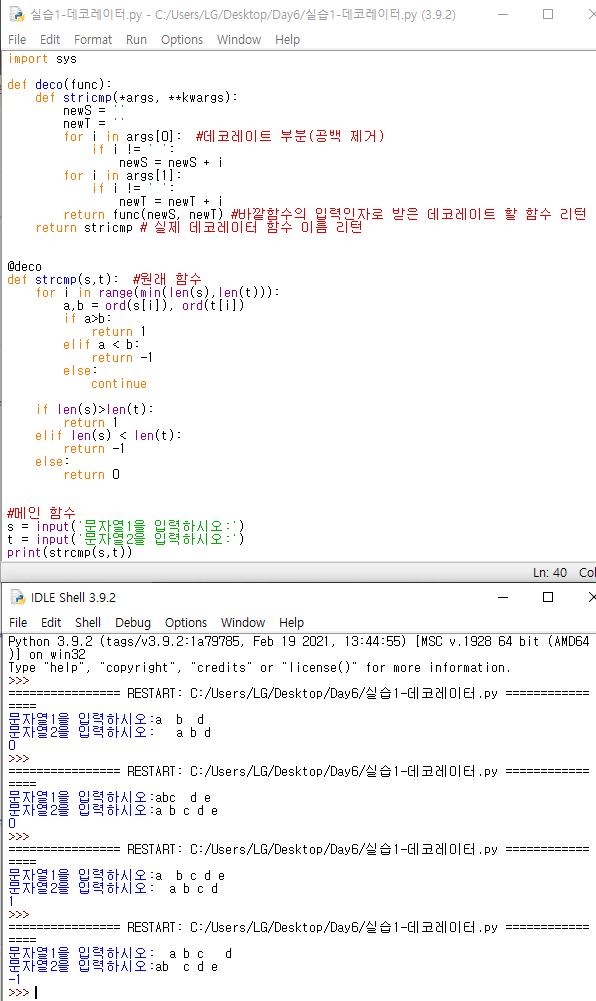 실습1-데코레이터.py - C:/Users/LG/Desktop/Day6/실습1-데코레이터.py (3.9.2)
File Edit Format Run Options Window Help
import sys
def deco(func):
    def stricmp(*args, **kwargs):
        newS = ''
        newT = ''
        for i in args[0]:  #데코레이트 부분(공백 제거)
            if i != ' ':
                newS = newS + i
        for i in args[1]:
            if i != ' ':
                newT = newT + i
        return func(newS, newT) #바깥함수의 입력인자로 받은 데코레이트 할 함수 리턴
    return stricmp # 실제 데코레이터 함수 이름 리턴
@deco
def strcmp(s,t):  #원래 함수
    for i in range(min(len(s),len(t))):
        a,b = ord(s[i]), ord(t[i])
        if a>b:
            return 1
        elif a < b:
            return -1
        else:
            continue
    if len(s)>len(t):
        return 1
    elif len(s) < len(t):
        return -1
    else:
        return 0
#메인 함수
s = input('문자열1을 입력하시오:')
t = input('문자열2을 입력하시오:')
print(strcmp(s,t))
Ln: 40 Col
IDLE Shell 3.9.2
File Edit Shell Debug Options Window Help
Python 3.9.2 (tags/v3.9.2:1a79785, Feb 19 2021, 13:44:55) [MSC v.1928 64 bit (AMD64
)] on win32
Type "help", "copyright", "credits" or "license()" for more information.
>>>
================ RESTART: C:/Users/LG/Desktop/Day6/실습1-데코레이터.py ============
====
문자열1을 입력하시오:a  b  d
문자열2을 입력하시오:   a b d
0
>>>
================ RESTART: C:/Users/LG/Desktop/Day6/실습1-데코레이터.py ============
====
문자열1을 입력하시오:abc  d e
문자열2을 입력하시오:a b c d e
0
>>>
================ RESTART: C:/Users/LG/Desktop/Day6/실습1-데코레이터.py ============
====
문자열1을 입력하시오:a  b c d e
문자열2을 입력하시오:  a b c d
1
>>>
================ RESTART: C:/Users/LG/Desktop/Day6/실습1-데코레이터.py ============
====
문자열1을 입력하시오:  a b c   d
문자열2을 입력하시오:ab  c d e
-1
>>>